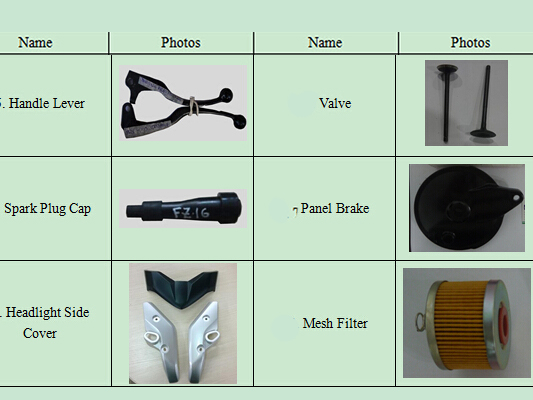 Name Photos Name Photos
. Handle Lever Valve
Spark Plug Cap FZ.16 .7 Panel Brake
. Headlight Side
Cover
Mesh Filter